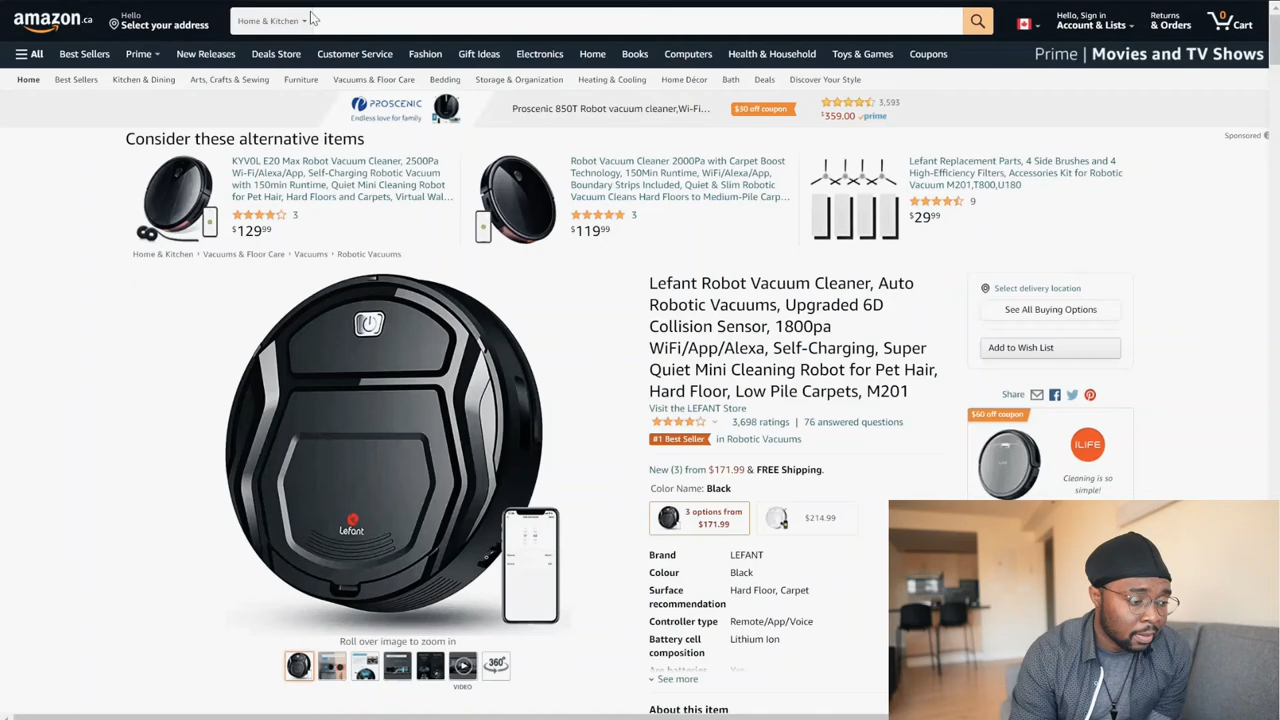 amazon.ca
Hello
Select your address
Home & Kitchen
Hello, Sign in
Account & Lists
Returns
& Orders
0
Cart
All
Best Sellers
Prime
New Releases
Deals Store
Customer Service
Fashion
Gift Ideas
Electronics
Home
Books
Computers
Health & Household
Toys & Games
Coupons
Prime | Movies and TV Shows
Home
Best Sellers
Kitchen & Dining
Arts, Crafts & Sewing
Furniture
Vacuums & Floor Care
Bedding
Storage & Organization
Heating & Cooling
Home Décor
Bath
Deals
Discover Your Style
PROSCENIC
Endless love for family
Proscenic 850T Robot vacuum cleaner,Wi-Fi...
$30 off coupon
3,593
$359.00 prime
Consider these alternative items
Sponsored
KYVOL E20 Max Robot Vacuum Cleaner, 2500Pa
Wi-Fi/Alexa/App, Self-Charging Robotic Vacuum
with 150min Runtime, Quiet Mini Cleaning Robot
for Pet Hair, Hard Floors and Carpets, Virtual Wal...
3
$129⁹⁹
Robot Vacuum Cleaner 2000Pa with Carpet Boost
Technology, 150Min Runtime, WiFi/Alexa/App,
Boundary Strips Included, Quiet & Slim Robotic
Vacuum Cleans Hard Floors to Medium-Pile Carp...
3
$119⁹⁹
Lefant Replacement Parts, 4 Side Brushes and 4
High-Efficiency Filters, Accessories Kit for Robotic
Vacuum M201,T800,U180
9
$29⁹⁹
Home & Kitchen › Vacuums & Floor Care › Vacuums › Robotic Vacuums
Lefant
Roll over image to zoom in
VIDEO
360°
Lefant Robot Vacuum Cleaner, Auto
Robotic Vacuums, Upgraded 6D
Collision Sensor, 1800pa
WiFi/App/Alexa, Self-Charging, Super
Quiet Mini Cleaning Robot for Pet Hair,
Hard Floor, Low Pile Carpets, M201
Visit the LEFANT Store
3,698 ratings | 76 answered questions
#1 Best Seller in Robotic Vacuums
New (3) from $171.99 & FREE Shipping.
Color Name: Black
3 options from
$171.99
$214.99
Brand LEFANT
Colour Black
Surface
recommendation Hard Floor, Carpet
Controller type Remote/App/Voice
Battery cell
composition Lithium Ion
See more
About this item
Select delivery location
See All Buying Options
Add to Wish List
Share
$60 off coupon
ILIFE
Cleaning is so
simple!